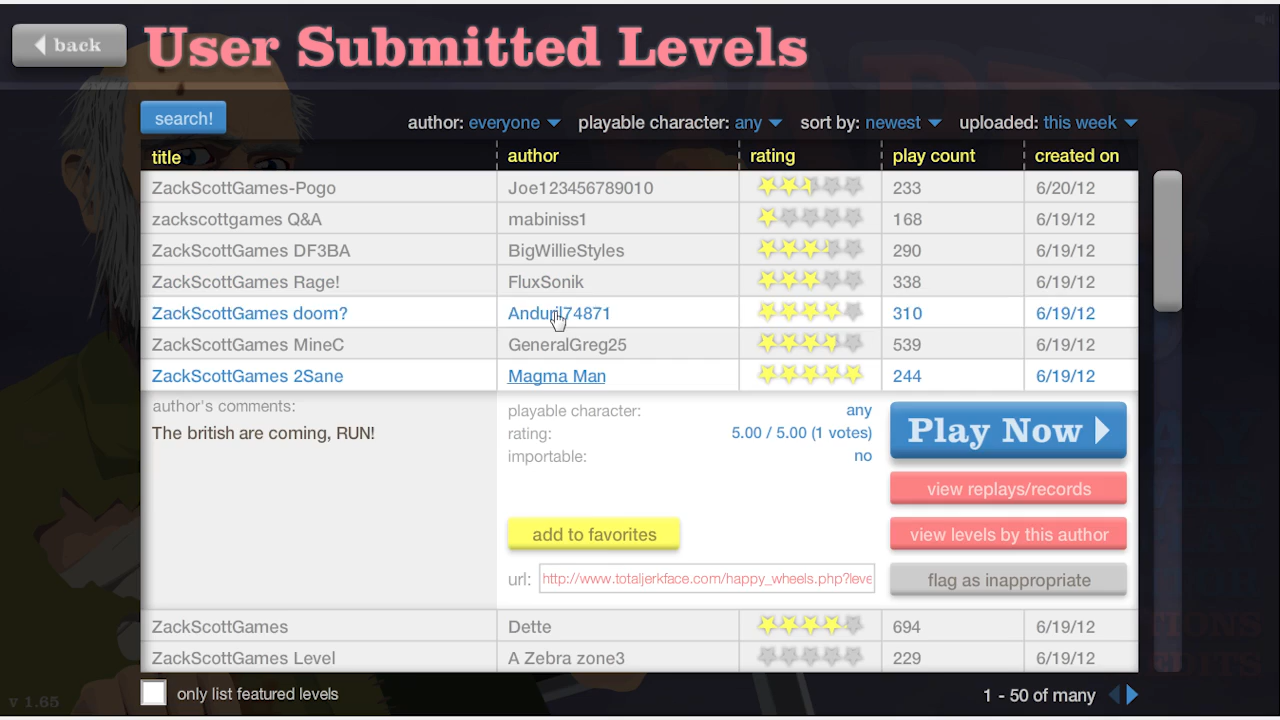 back
User Submitted Levels
search!
author: everyone playable character: any sort by: newest uploaded: this week
title author rating play count created on
ZackScottGames-Pogo Joe123456789010 233 6/20/12
zackscottgames Q&A mabiniss1 168 6/19/12
ZackScottGames DF3BA BigWillieStyles 290 6/19/12
ZackScottGames Rage! FluxSonik 338 6/19/12
ZackScottGames doom? Anduril74871 310 6/19/12
ZackScottGames MineC GeneralGreg25 539 6/19/12
ZackScottGames 2Sane Magma Man 244 6/19/12
author's comments:
The british are coming, RUN!
playable character: any
rating: 5.00 / 5.00 (1 votes)
importable: no
Play Now
view replays/records
add to favorites
view levels by this author
url: http://www.totaljerkface.com/happy_wheels.php?leve
flag as inappropriate
ZackScottGames Dette 694 6/19/12
ZackScottGames Level A Zebra zone3 229 6/19/12
only list featured levels
1 - 50 of many
v 1.65